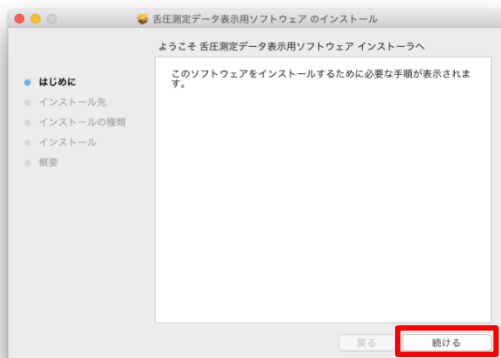 舌圧測定データ表示用ソフトウェア のインストール
ようこそ 舌圧測定データ表示用ソフトウェア インストーラへ
はじめに
インストール先
インストールの種類
インストール
概要
このソフトウェアをインストールするために必要な手順が表示されま
す。
戻る
続ける